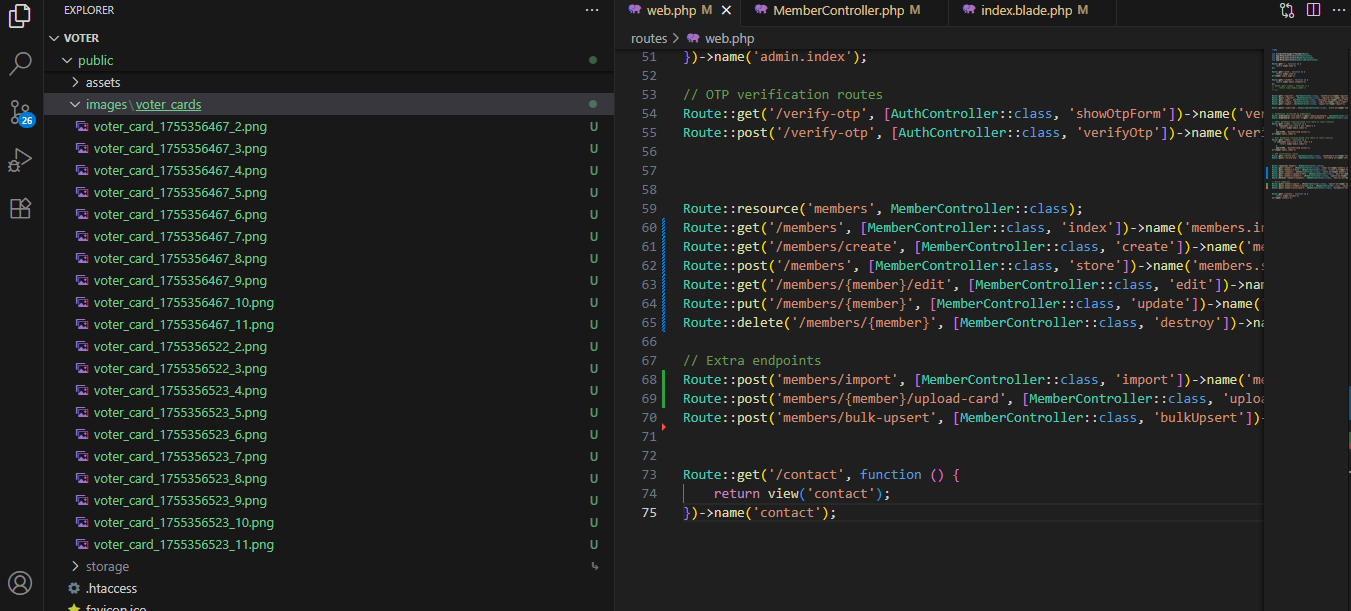 EXPLORER
VOTER
public
assets
images\voter_cards
voter_card_1755356467_2.png U
voter_card_1755356467_3.png U
voter_card_1755356467_4.png U
voter_card_1755356467_5.png U
voter_card_1755356467_6.png U
voter_card_1755356467_7.png U
voter_card_1755356467_8.png U
voter_card_1755356467_9.png U
voter_card_1755356467_10.png U
voter_card_1755356467_11.png U
voter_card_1755356522_2.png U
voter_card_1755356522_3.png U
voter_card_1755356523_4.png U
voter_card_1755356523_5.png U
voter_card_1755356523_6.png U
voter_card_1755356523_7.png U
voter_card_1755356523_8.png U
voter_card_1755356523_9.png U
voter_card_1755356523_10.png U
voter_card_1755356523_11.png U
storage
.htaccess
favicon.ico
26
web.php M MemberController.php M index.blade.php M
routes > web.php
51 })->name('admin.index');
52
53 // OTP verification routes
54 Route::get('/verify-otp', [AuthController::class, 'showOtpForm'])->name('ver
55 Route::post('/verify-otp', [AuthController::class, 'verifyOtp'])->name('ver
56
57
58
59 Route::resource('members', MemberController::class);
60 Route::get('/members', [MemberController::class, 'index'])->name('members.in
61 Route::get('/members/create', [MemberController::class, 'create'])->name('me
62 Route::post('/members', [MemberController::class, 'store'])->name('members.s
63 Route::get('/members/{member}/edit', [MemberController::class, 'edit'])->nam
64 Route::put('/members/{member}', [MemberController::class, 'update'])->name('
65 Route::delete('/members/{member}', [MemberController::class, 'destroy'])->na
66
67 // Extra endpoints
68 Route::post('members/import', [MemberController::class, 'import'])->name('me
69 Route::post('members/{member}/upload-card', [MemberController::class, 'uploa
70 Route::post('members/bulk-upsert', [MemberController::class, 'bulkUpsert'])-
71
72
73 Route::get('/contact', function () {
74 return view('contact');
75 })->name('contact');